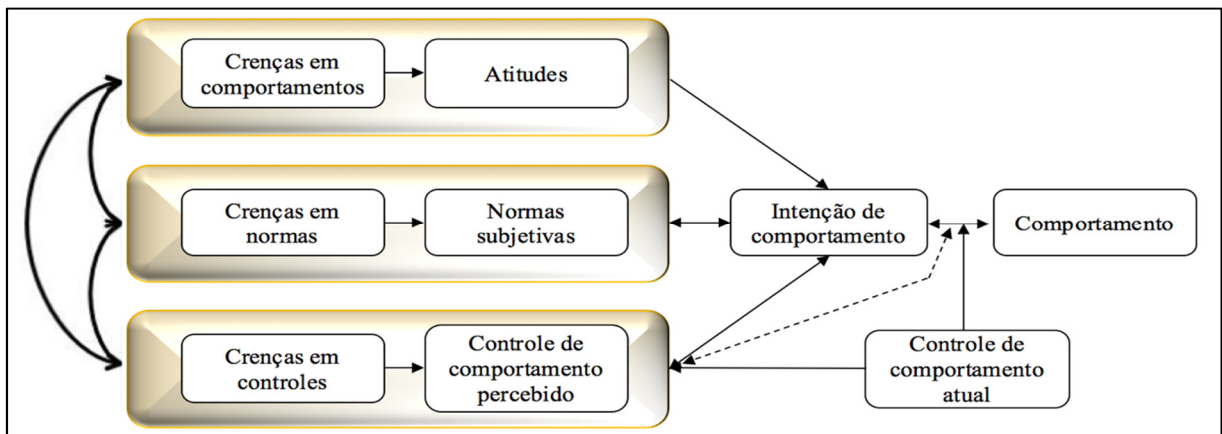 Crenças em
comportamentos
Atitudes
Crenças em
normas
Normas
subjetivas
Intenção de
comportamento
Comportamento
Crenças em
controles
Controle de
comportamento
percebido
Controle de
comportamento
atual